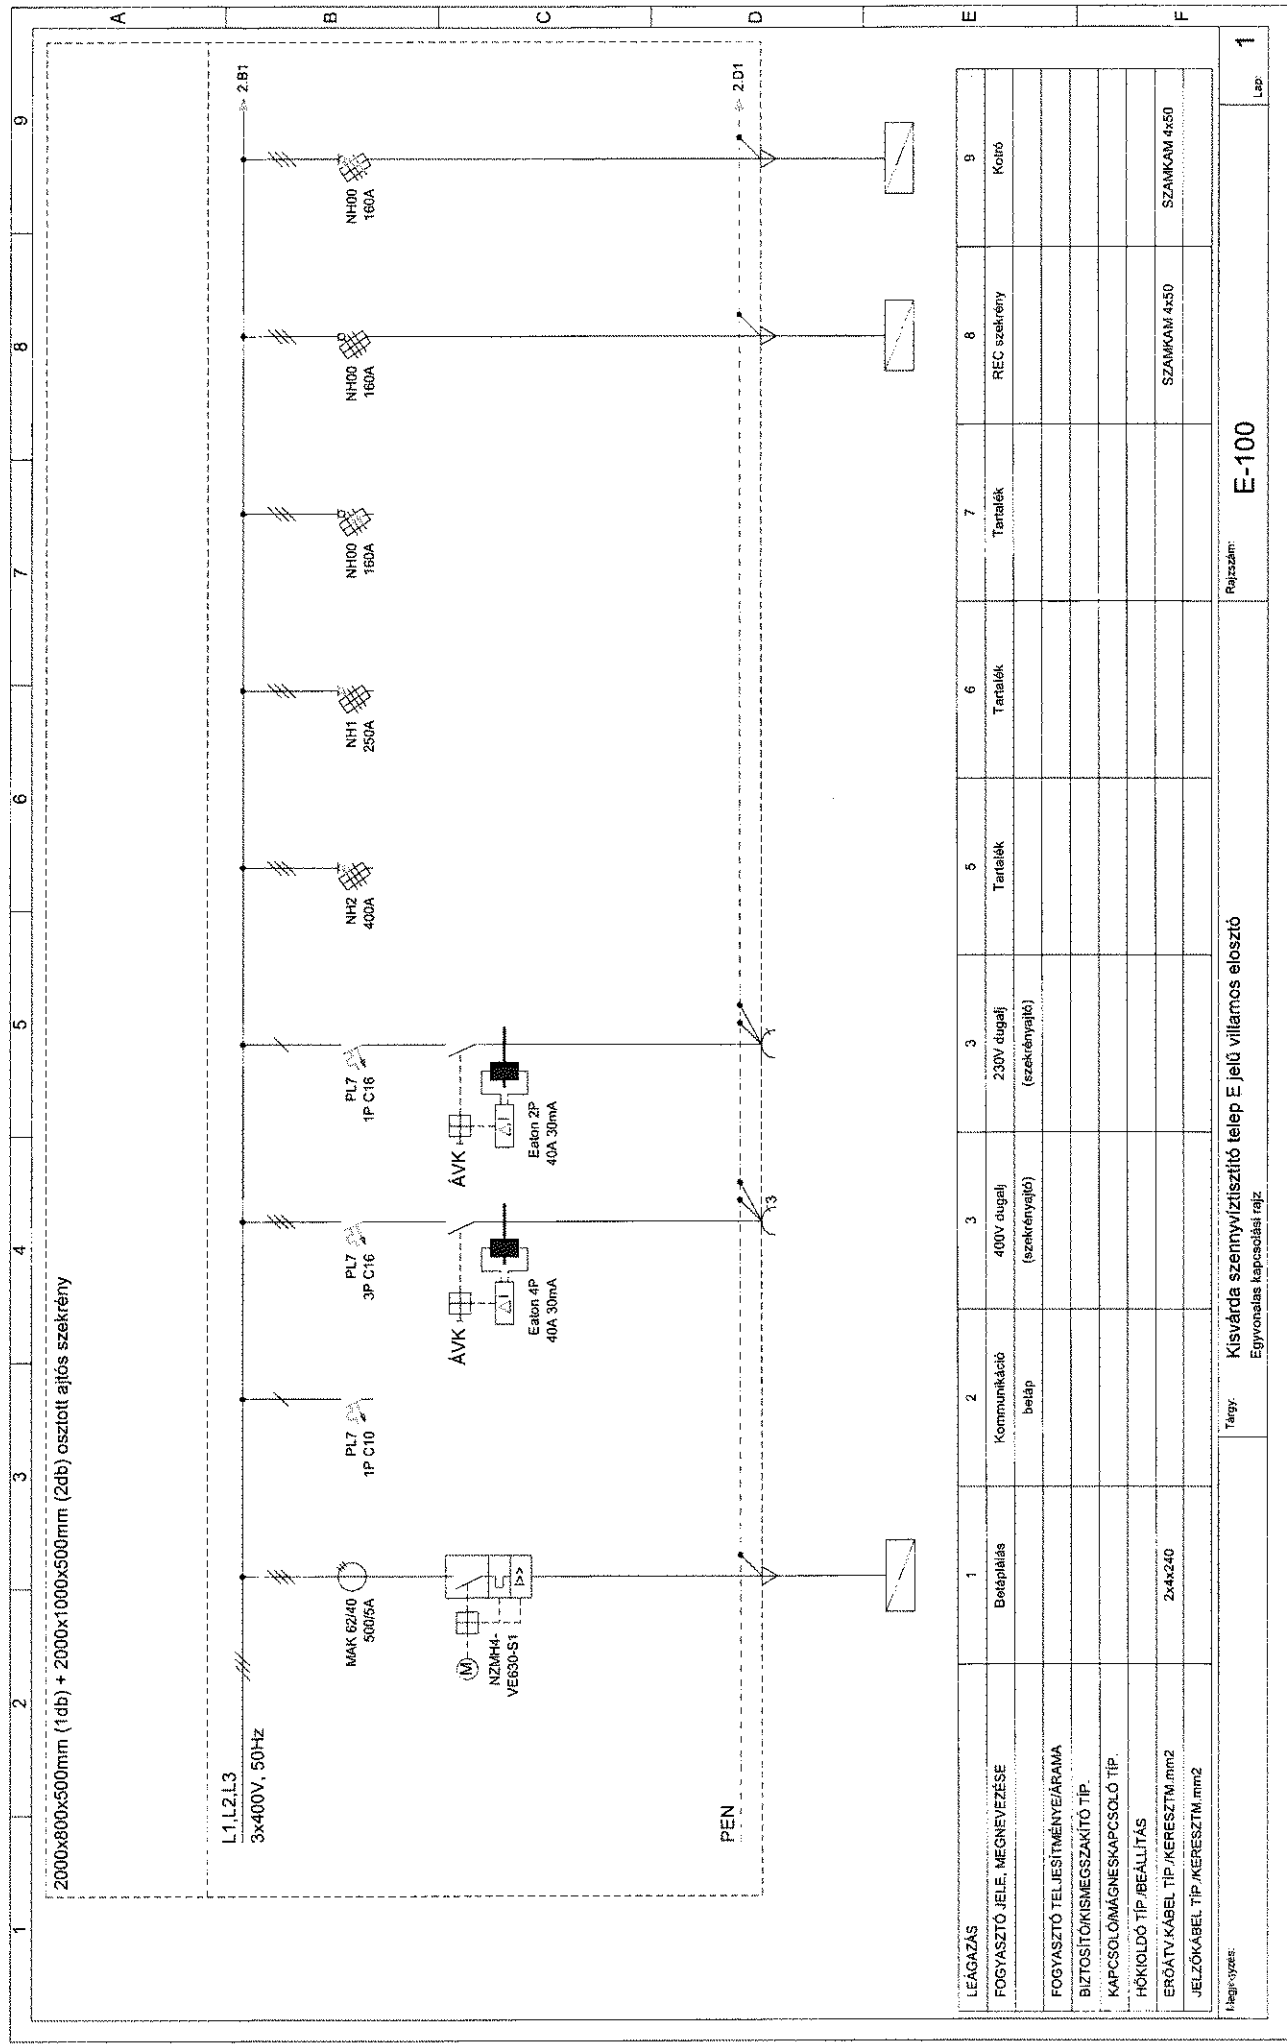 1 2 3 4 5 6 7 8 9
A
B
C
D
E
F
2000x800x500mm (1db) + 2000x1000x500mm (2db) osztott ajtós szekrény
L1,L2,L3
3x400V, 50Hz
2.B1
MAK 62/40
500/5A
M
NZMH4-
VE630-S1
I>>
PL7
1P C10
PL7
3P C16
ÁVK
ΔI
Eaton 4P
40A 30mA
3
PL7
1P C16
ÁVK
ΔI
Eaton 2P
40A 30mA
NH2
400A
NH1
250A
NH00
160A
NH00
160A
NH00
160A
PEN
2.D1
LEÁGAZÁS 1 2 3 3 5 6 7 8 9
FOGYASZTÓ JELE, MEGNEVEZÉSE Betáplálás Kommunikáció 400V dugalj 230V dugalj Tartalék Tartalék Tartalék REC szekrény Kotró
betáp (szekrényajtó) (szekrényajtó)
FOGYASZTÓ TELJESÍTMÉNYE/ÁRAMA
BIZTOSÍTÓ/KISMEGSZAKÍTÓ TÍP.
KAPCSOLÓ/MÁGNESKAPCSOLÓ TÍP.
HŐKIOLDÓ TÍP./BEÁLLÍTÁS
ERŐÁTV.KÁBEL TÍP./KERESZTM.mm2 2x4x240 SZAMKAM 4x50 SZAMKAM 4x50
JELZŐKÁBEL TÍP./KERESZTM.mm2
Megjegyzés:
Tárgy: Kisvárda szennyvíztisztító telep E jelű villamos elosztó
Egyvonalas kapcsolási rajz
Rajzszám: E-100
Lap: 1